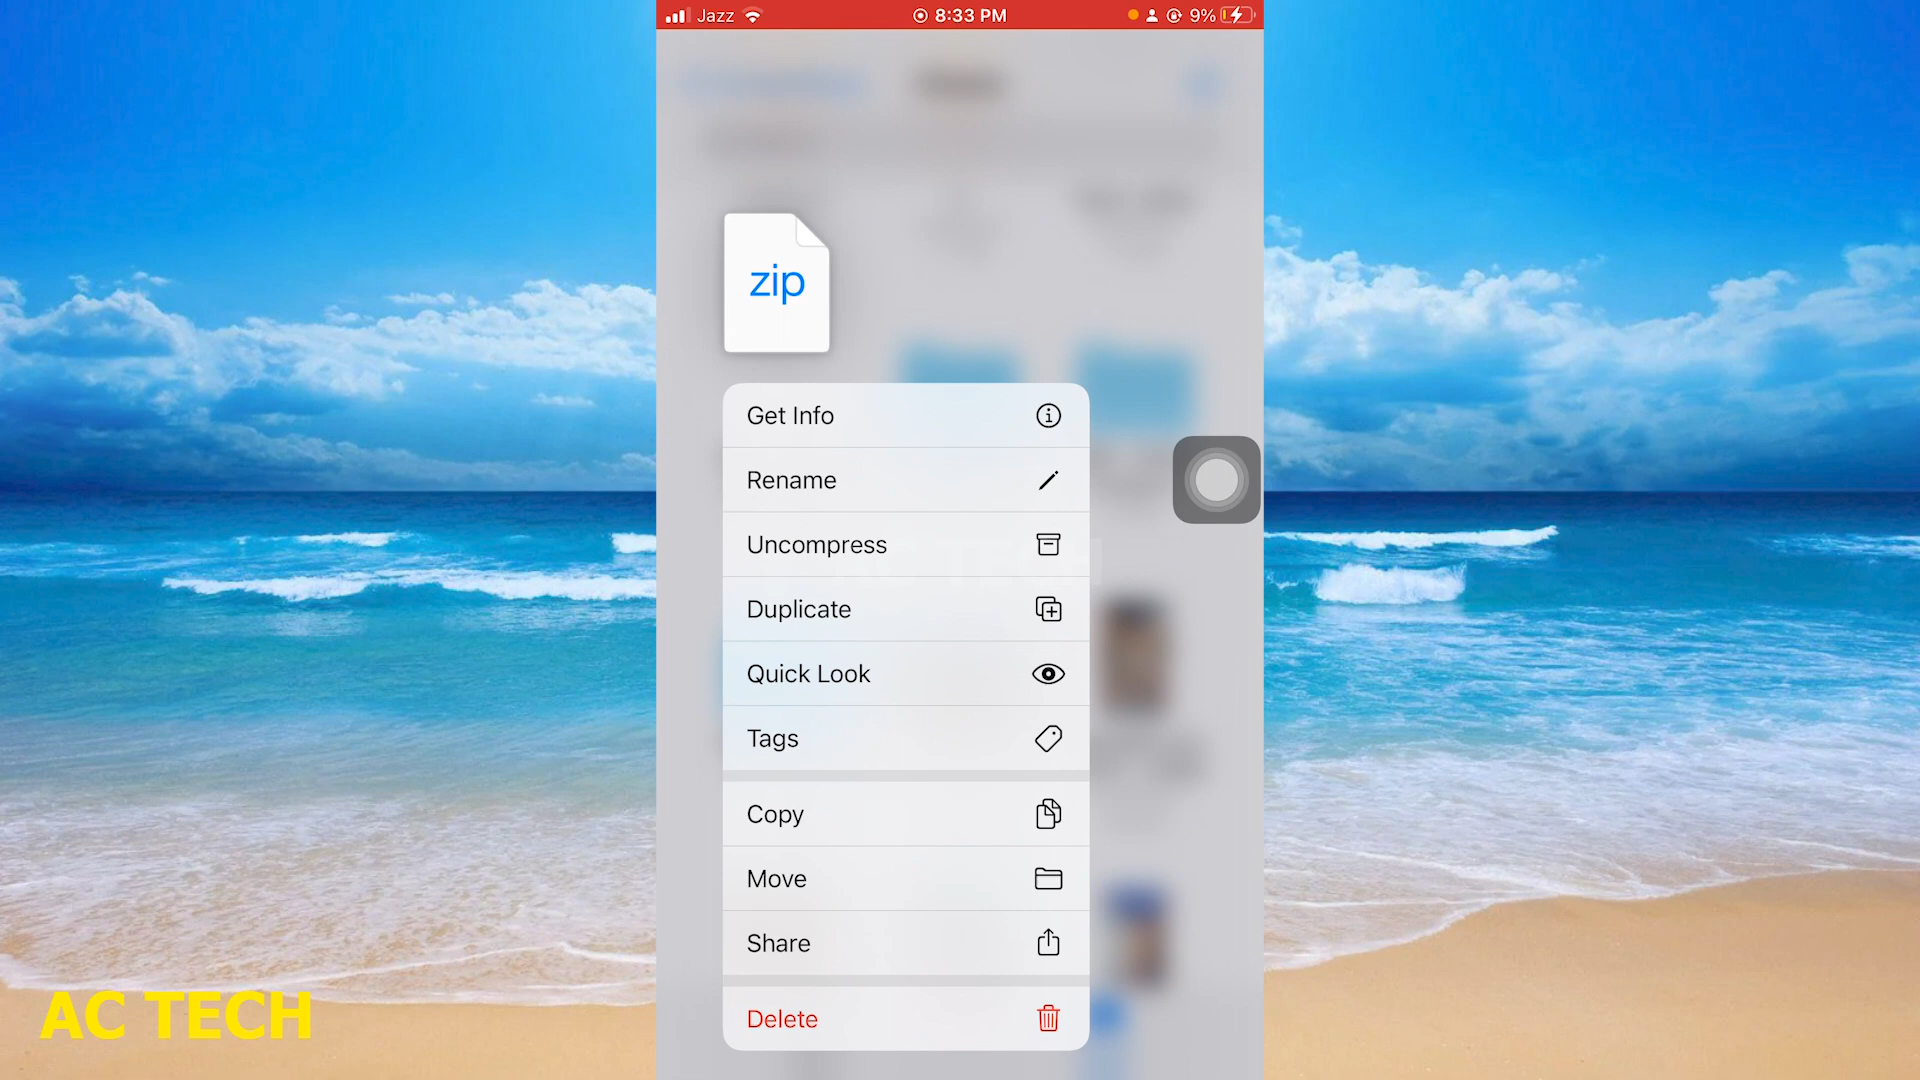 Jazz 8:33 PM 9%
zip
Get Info
Rename
Uncompress
Duplicate
Quick Look
Tags
Copy
Move
Share
Delete
AC TECH